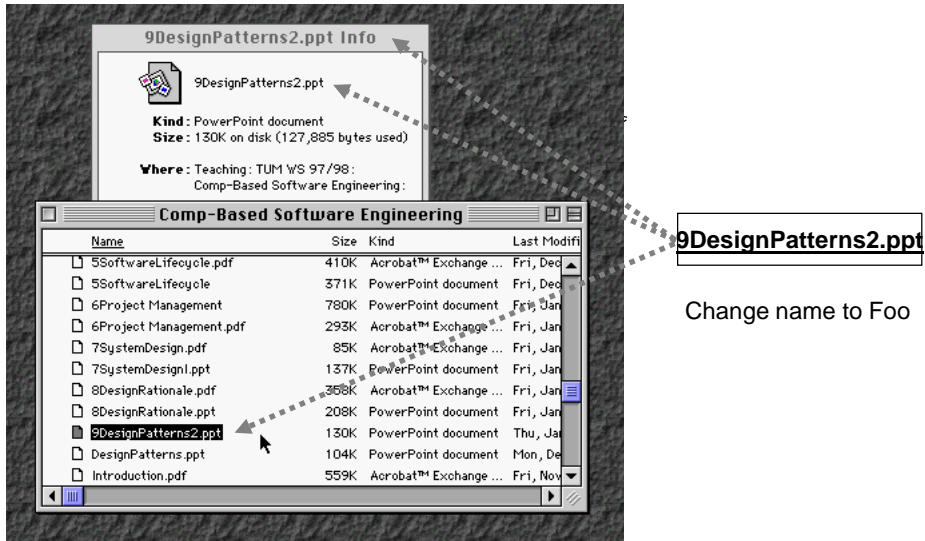 9DesignPatterns2.ppt Info
9DesignPatterns2.ppt
Kind: PowerPoint document
Size: 130K on disk (127,885 bytes used)
Where: Teaching: TUM WS 97/98:
Comp-Based Software Engineering:
Comp-Based Software Engineering
Name Size Kind Last Modifi
5SoftwareLifecycle.pdf 410K Acrobat™ Exchange ... Fri, Dec
5SoftwareLifecycle 371K PowerPoint document Fri, Dec
6Project Management 780K PowerPoint document Fri, Jan
6Project Management.pdf 293K Acrobat™ Exchange ... Fri, Jan
7SystemDesign.pdf 85K Acrobat™ Exchange ... Fri, Jan
7SystemDesignI.ppt 137K PowerPoint document Fri, Jan
8DesignRationale.pdf 358K Acrobat™ Exchange ... Fri, Jan
8DesignRationale.ppt 208K PowerPoint document Fri, Jan
9DesignPatterns2.ppt 130K PowerPoint document Thu, Jan
DesignPatterns.ppt 104K PowerPoint document Mon, De
Introduction.pdf 559K Acrobat™ Exchange ... Fri, Nov
9DesignPatterns2.ppt
Change name to Foo